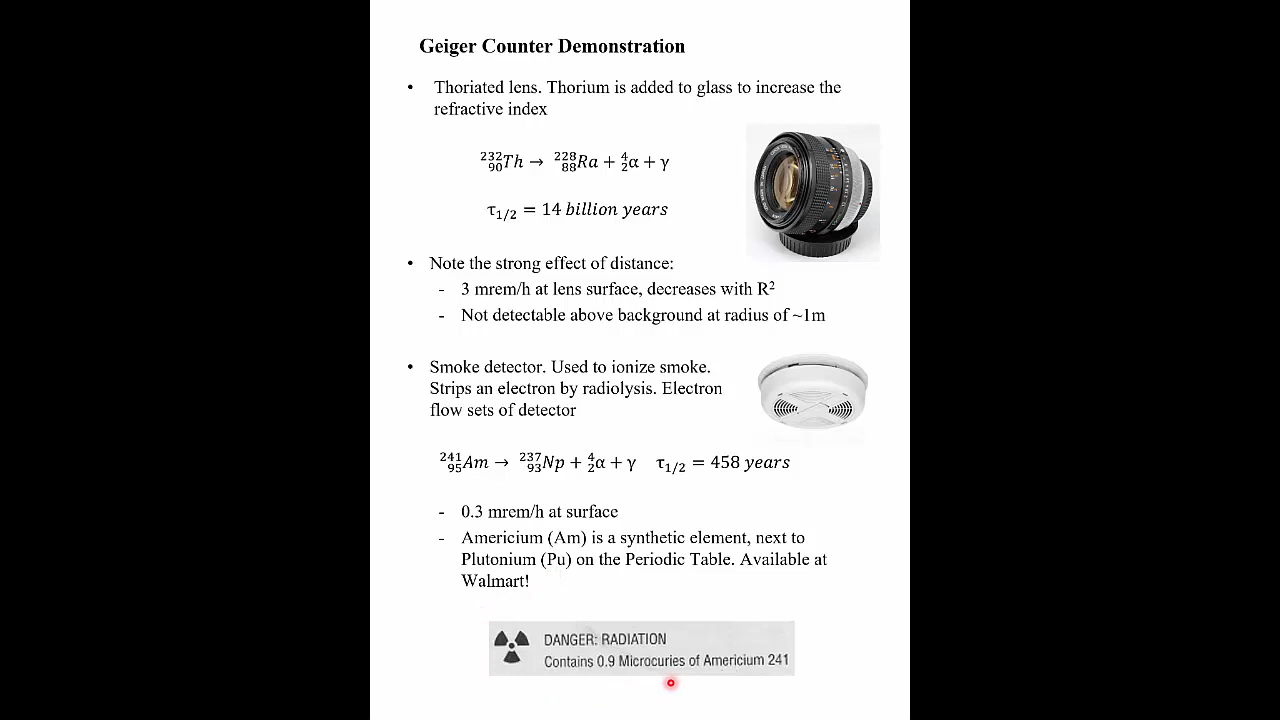 Geiger Counter Demonstration
• Thoriated lens. Thorium is added to glass to increase the
refractive index
²³²₉₀Th → ²²⁸₈₈Ra + ⁴₂α + γ
τ₁/₂ = 14 billion years
• Note the strong effect of distance:
- 3 mrem/h at lens surface, decreases with R²
- Not detectable above background at radius of ~1m
• Smoke detector. Used to ionize smoke.
Strips an electron by radiolysis. Electron
flow sets of detector
²⁴¹₉₅Am → ²³⁷₉₃Np + ⁴₂α + γ τ₁/₂ = 458 years
- 0.3 mrem/h at surface
- Americium (Am) is a synthetic element, next to
Plutonium (Pu) on the Periodic Table. Available at
Walmart!
DANGER: RADIATION
Contains 0.9 Microcuries of Americium 241